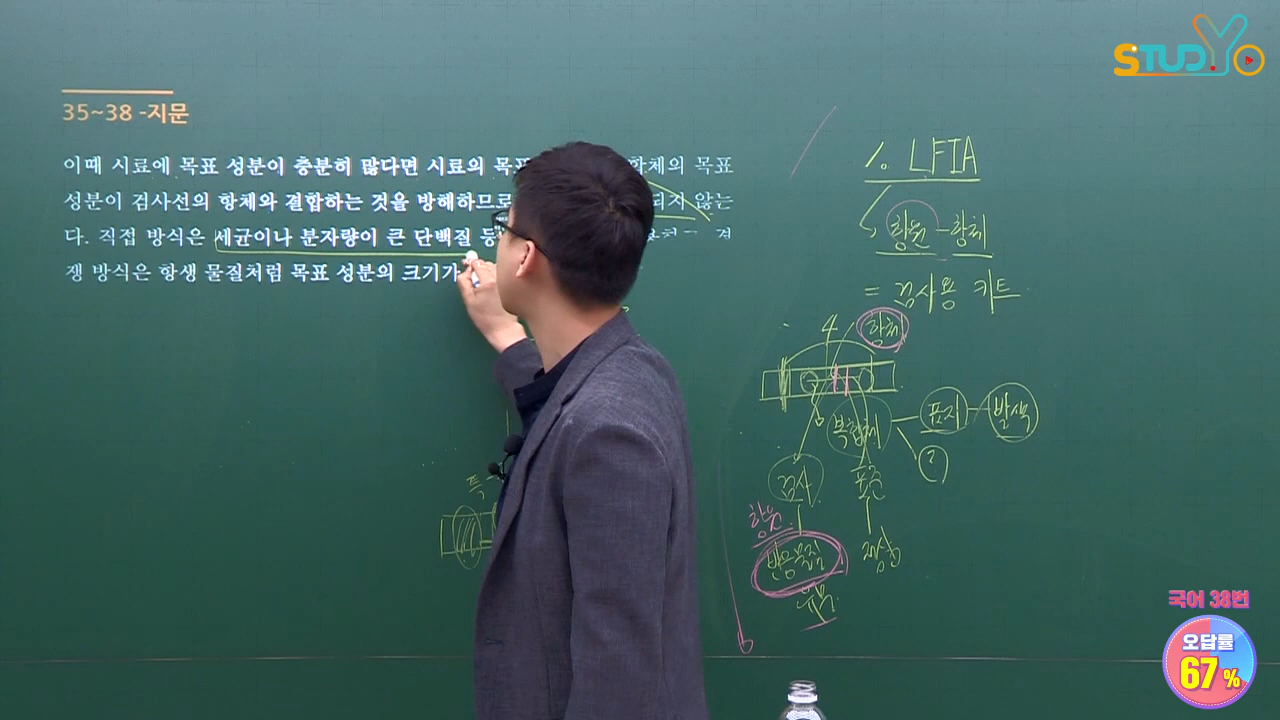 STUDYO
35~38 -지문
이때 시료에 목표 성분이 충분히 많다면 시료의 목표 항체의 목표
성분이 검사선의 항체와 결합하는 것을 방해하므로 되지 않는
다. 직접 방식은 세균이나 분자량이 큰 단백질 등
쟁 방식은 항생 물질처럼 목표 성분의 크기가
1. LFIA
항원-항체
= 검사용 키트
4 항체
복합체 표지 발색
?
검사 표준
항원
반응물질
유무
특
국어 38번
오답률
67%